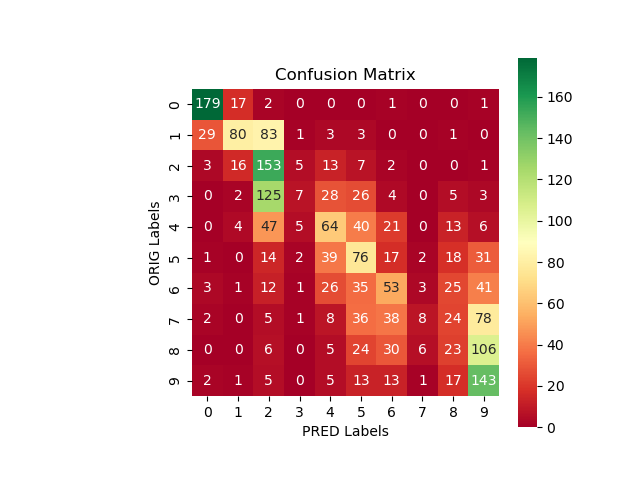 Confusion Matrix
0 179 17 2 0 0 0 1 0 0 1
1 29 80 83 1 3 3 0 0 1 0
2 3 16 153 5 13 7 2 0 0 1
3 0 2 125 7 28 26 4 0 5 3
4 0 4 47 5 64 40 21 0 13 6
5 1 0 14 2 39 76 17 2 18 31
6 3 1 12 1 26 35 53 3 25 41
7 2 0 5 1 8 36 38 8 24 78
8 0 0 6 0 5 24 30 6 23 106
9 2 1 5 0 5 13 13 1 17 143
0 1 2 3 4 5 6 7 8 9
ORIG Labels
PRED Labels
160
140
120
100
80
60
40
20
0